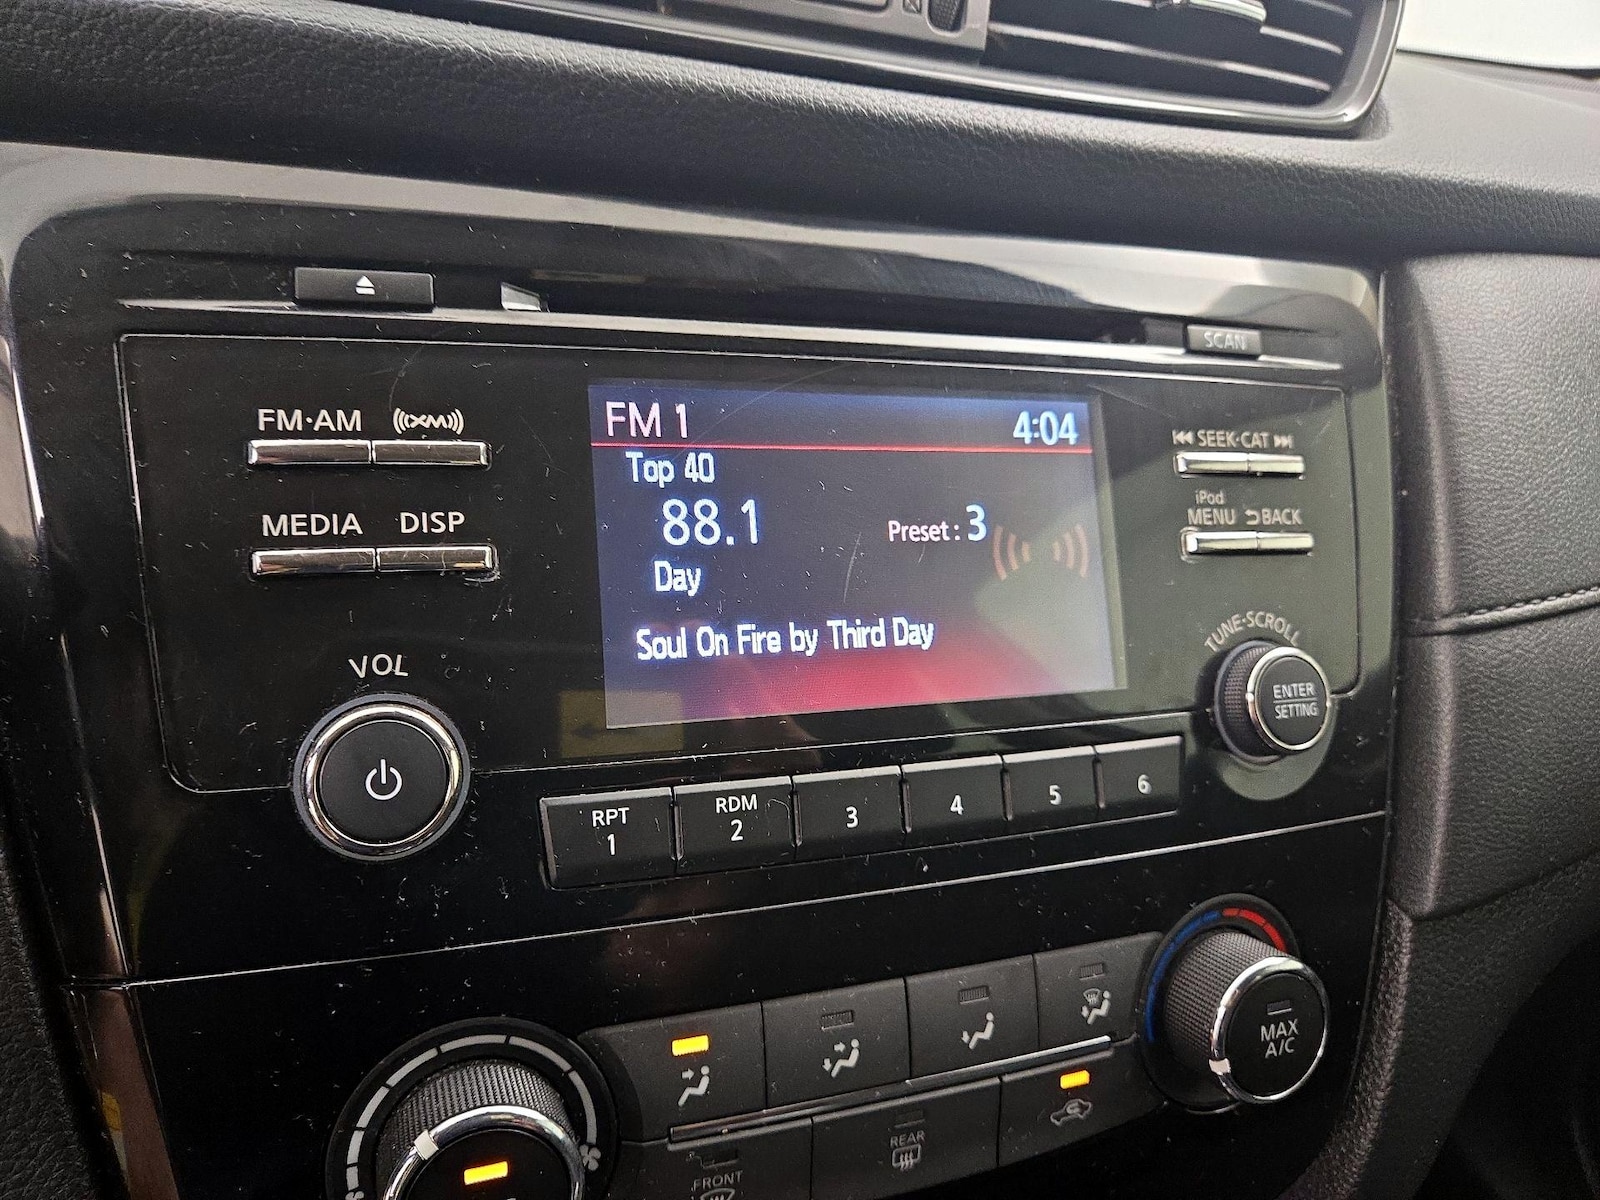 SCAN
FM·AM
((XM))
FM 1
4:04
SEEK·CAT
Top 40
88.1
Preset : 3
iPod
MENU
BACK
MEDIA
DISP
Day
Soul On Fire by Third Day
TUNE·SCROLL
ENTER
SETTING
VOL
RPT
1
RDM
2
3
4
5
6
MAX
A/C
REAR
FRONT